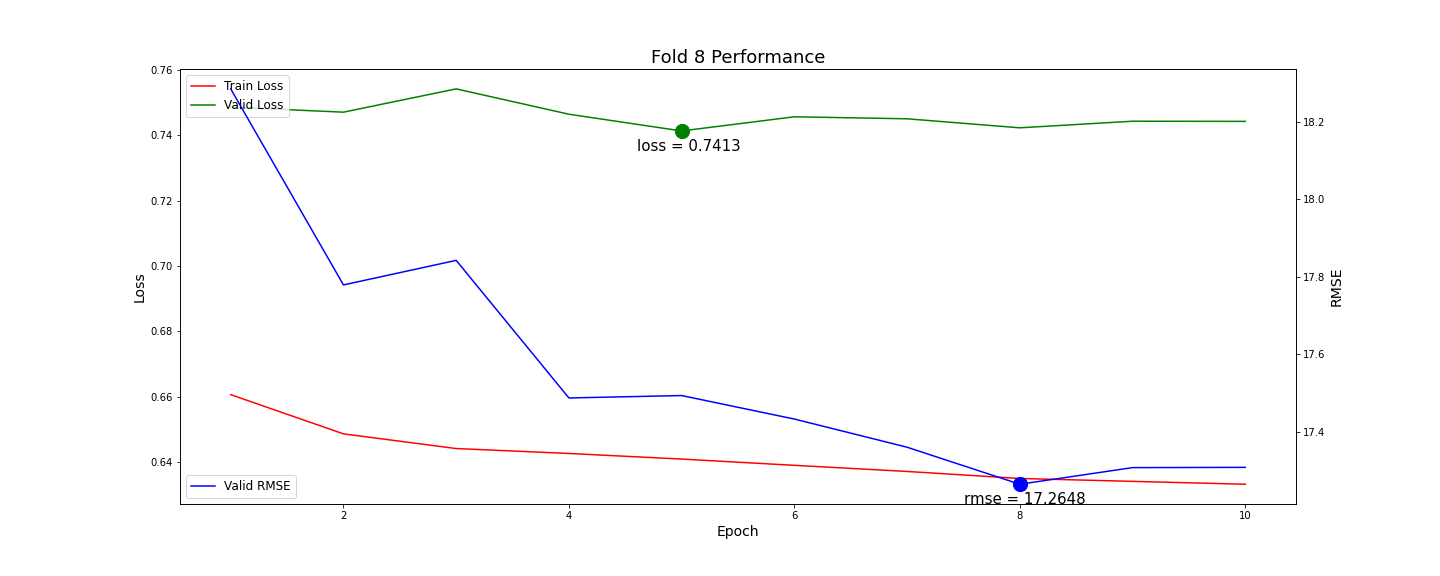 Fold 8 Performance
Train Loss
Valid Loss
Valid RMSE
loss = 0.7413
rmse = 17.2648
Loss
0.76
0.74
0.72
0.70
0.68
0.66
0.64
RMSE
18.2
18.0
17.8
17.6
17.4
2
4
6
8
10
Epoch